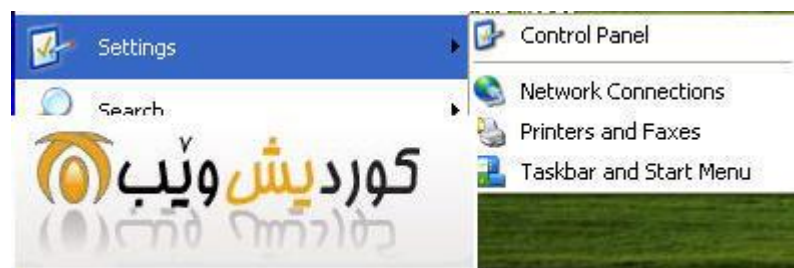 Settings
Search
Control Panel
Network Connections
Printers and Faxes
Taskbar and Start Menu
کوردیش وێب